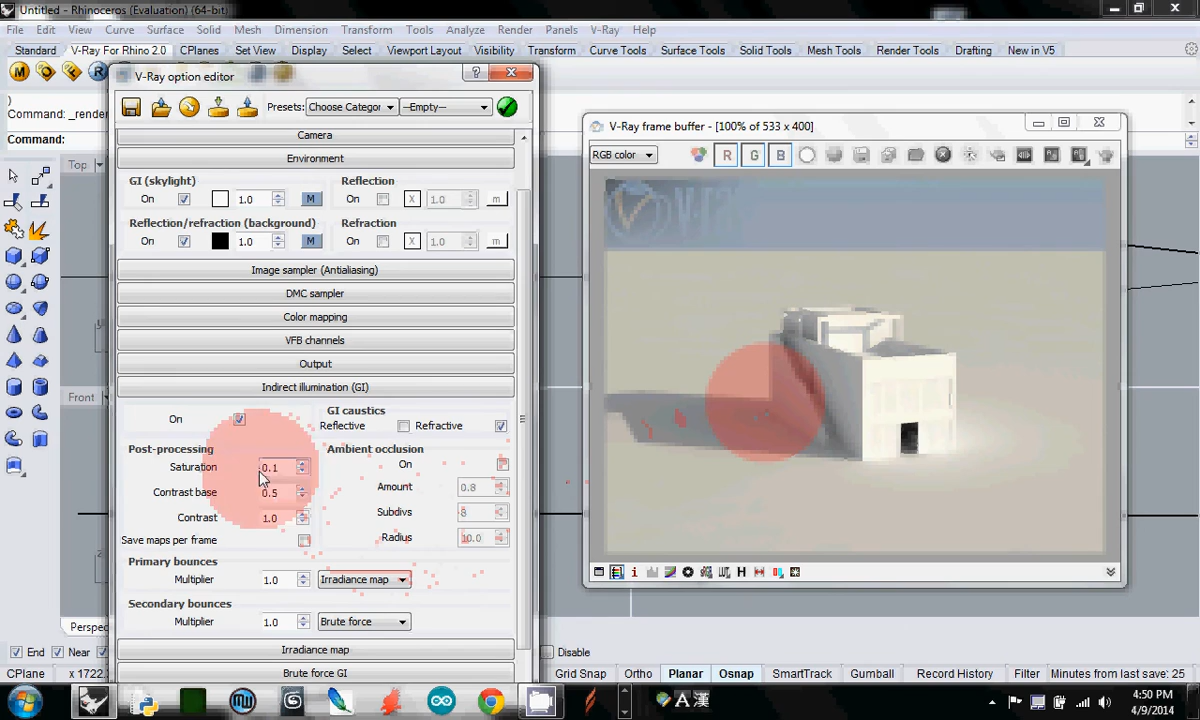 Untitled - Rhinoceros (Evaluation) (64-bit)
File Edit View Curve Surface Solid Mesh Dimension Transform Tools Analyze Render Panels V-Ray Help
Standard V-Ray For Rhino 2.0 CPlanes Set View Display Select Viewport Layout Visibility Transform Curve Tools Surface Tools Solid Tools Mesh Tools Render Tools Drafting New in V5
)
Command: _rende
Command:
Top
Front
Perspe
V-Ray option editor
Presets: Choose Categor --Empty--
Camera
Environment
GI (skylight) Reflection
On 1.0 M On X 1.0 m
Reflection/refraction (background) Refraction
On 1.0 M On X 1.0 m
Image sampler (Antialiasing)
DMC sampler
Color mapping
VFB channels
Output
Indirect illumination (GI)
On
GI caustics
Reflective Refractive
Post-processing Ambient occlusion
Saturation 0.1 On
Contrast base 0.5 Amount 0.8
Contrast 1.0 Subdivs 8
Save maps per frame Radius 10.0
Primary bounces
Multiplier 1.0 Irradiance map
Secondary bounces
Multiplier 1.0 Brute force
Irradiance map
Brute force GI
V-Ray frame buffer - [100% of 533 x 400]
RGB color R G B
i H
End Near Disable
CPlane x 1722. Grid Snap Ortho Planar Osnap SmartTrack Gumball Record History Filter Minutes from last save: 25
A 漢
4:50 PM
4/9/2014